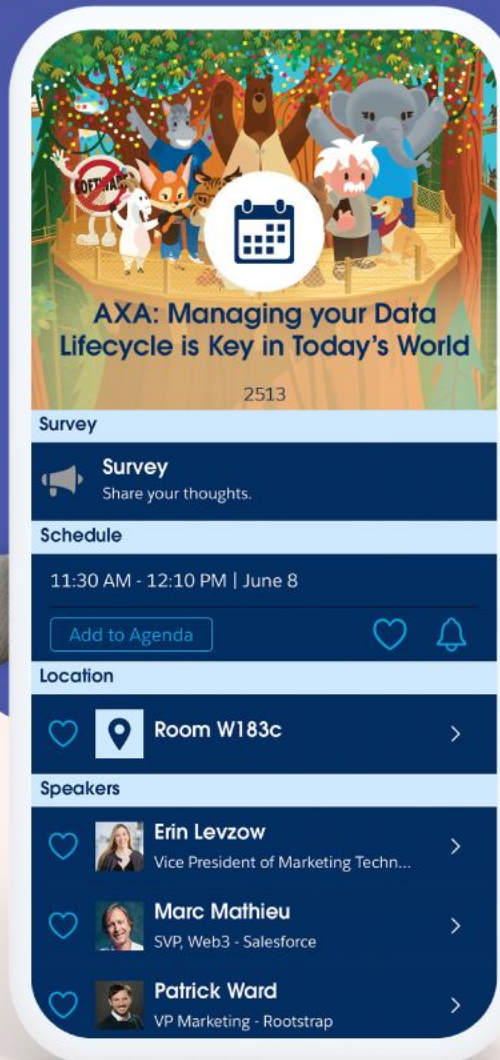 SOFTWARE
AXA: Managing your Data
Lifecycle is Key in Today's World
2513
Survey
Survey
Share your thoughts.
Schedule
11:30 AM - 12:10 PM | June 8
Add to Agenda
Location
Room W183c
Speakers
Erin Levzow
Vice President of Marketing Techn...
Marc Mathieu
SVP, Web3 - Salesforce
Patrick Ward
VP Marketing - Rootstrap